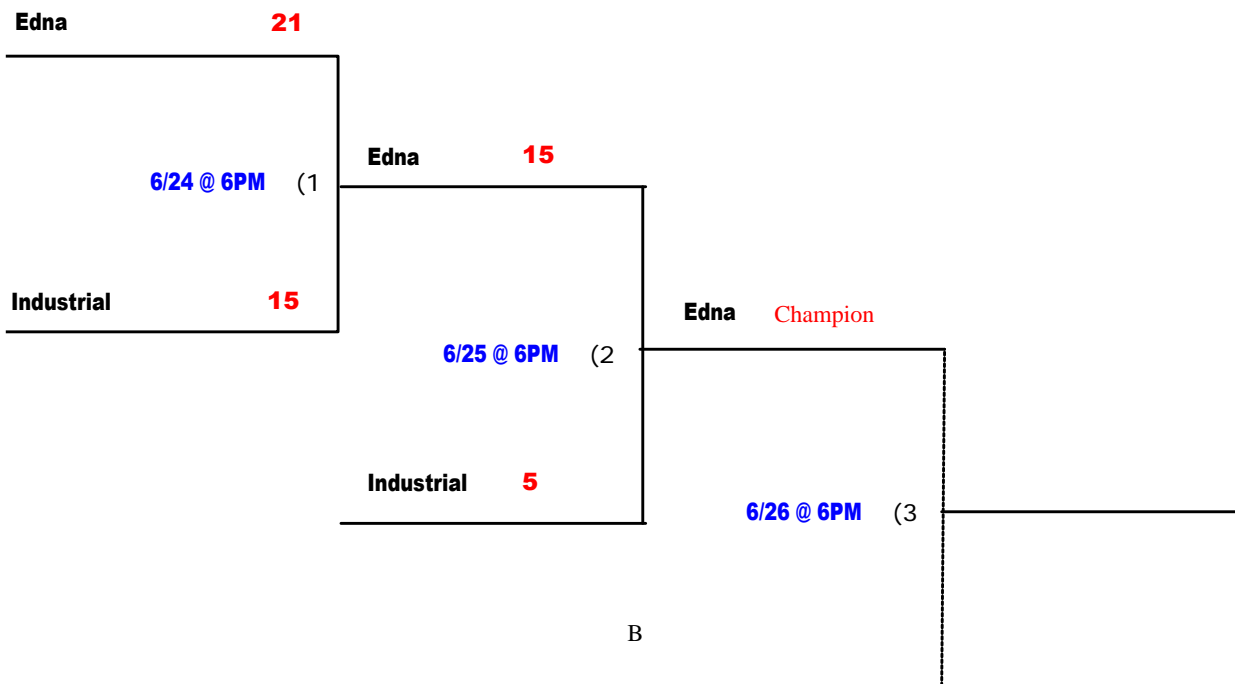 Edna 21
6/24 @ 6PM (1
Industrial 15
Edna 15
6/25 @ 6PM (2
Industrial 5
Edna Champion
6/26 @ 6PM (3
B